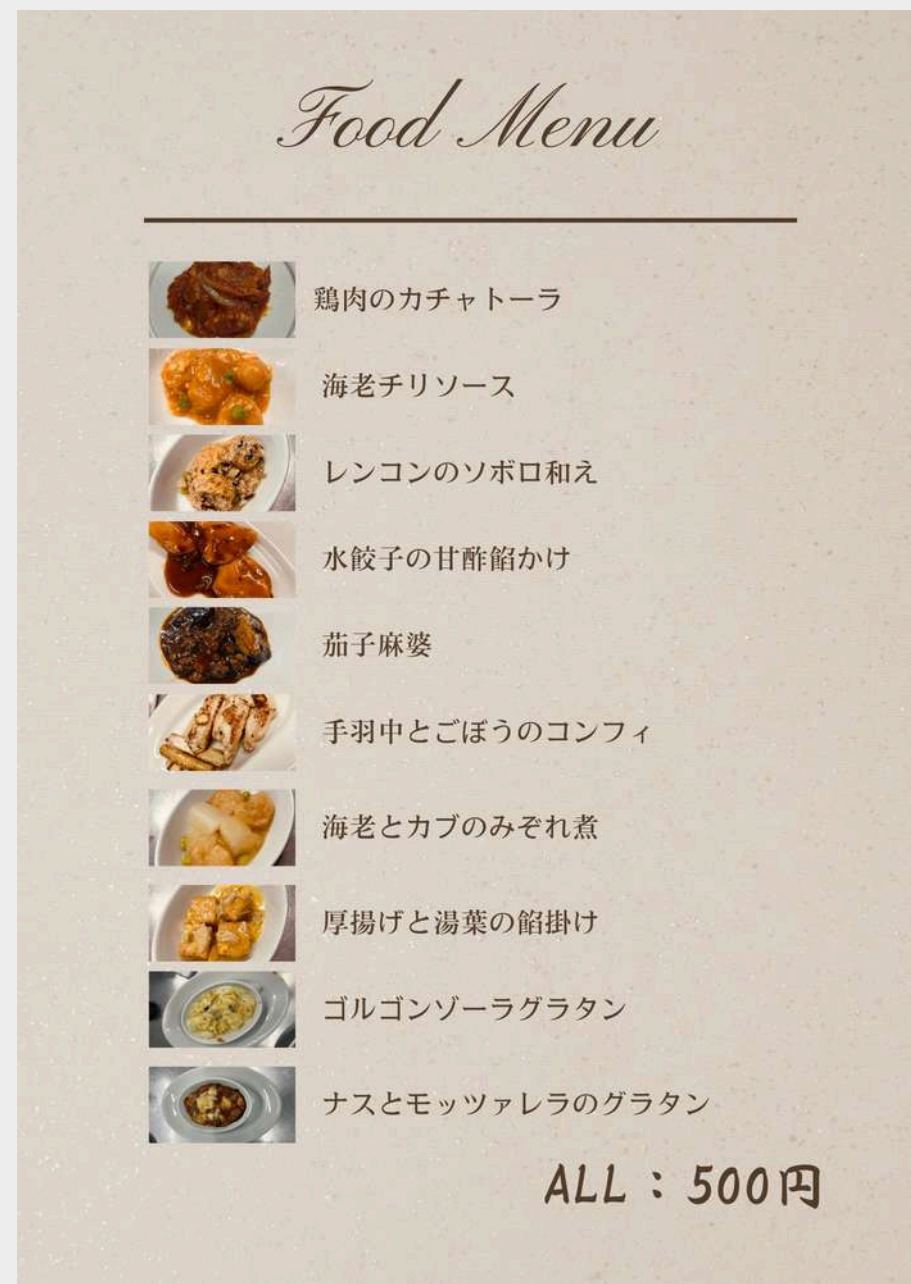 Food Menu
鶏肉のカチャトーラ
海老チリソース
レンコンのソボロ和え
水餃子の甘酢餡かけ
茄子麻婆
手羽中とごぼうのコンフィ
海老とカブのみぞれ煮
厚揚げと湯葉の餡掛け
ゴルゴンゾーラグラタン
ナスとモッツァレラのグラタン
ALL：500円